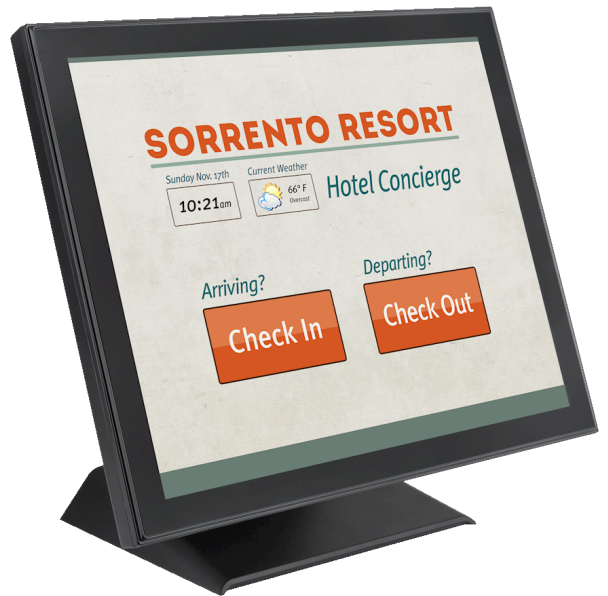 SORRENTO RESORT
Sunday Nov. 17th
10:21am
Current Weather
66° F
Overcast
Hotel Concierge
Arriving?
Check In
Departing?
Check Out